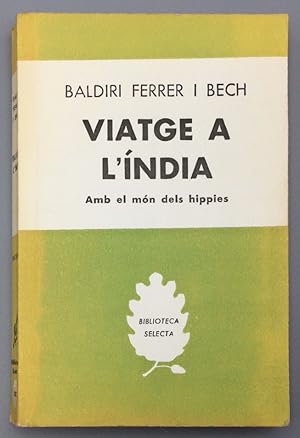 BALDIRI FERRER I BECH
VIATGE A
L'ÍNDIA
Amb el món dels hippies
BIBLIOTECA
SELECTA